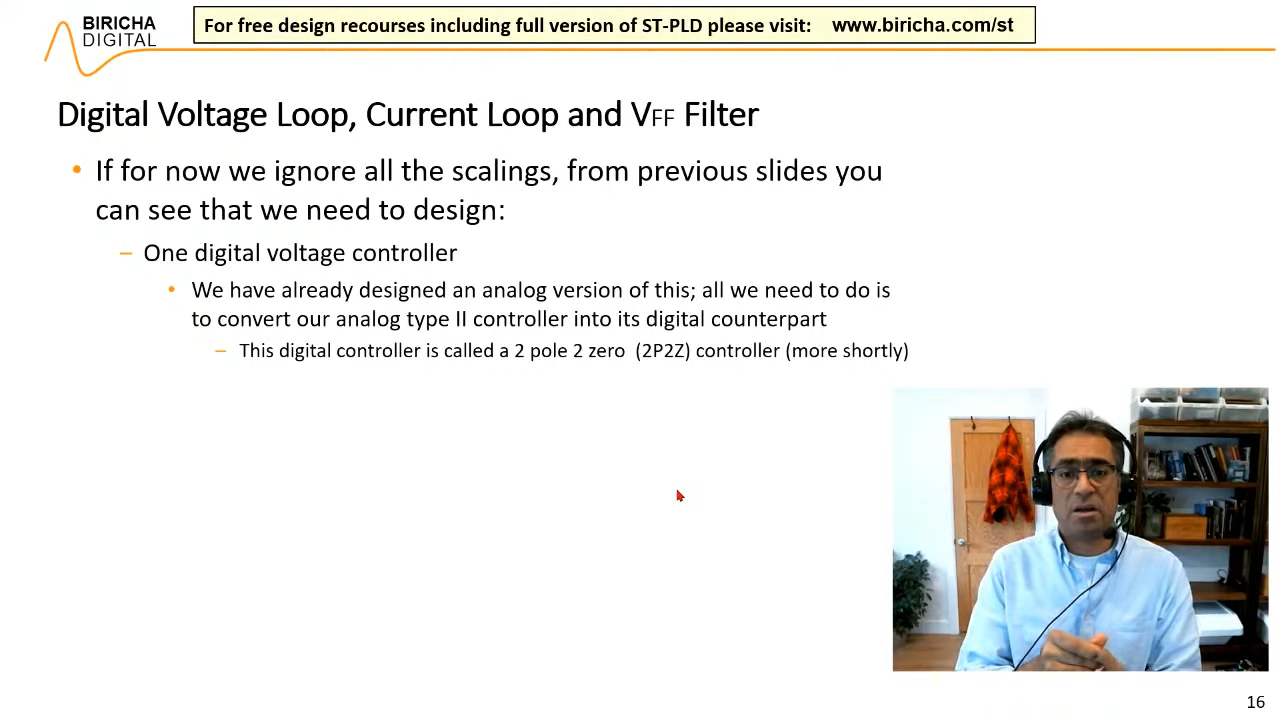 BIRICHA
DIGITAL
For free design recourses including full version of ST-PLD please visit: www.biricha.com/st
Digital Voltage Loop, Current Loop and VFF Filter
• If for now we ignore all the scalings, from previous slides you
can see that we need to design:
– One digital voltage controller
• We have already designed an analog version of this; all we need to do is
to convert our analog type II controller into its digital counterpart
– This digital controller is called a 2 pole 2 zero (2P2Z) controller (more shortly)
16